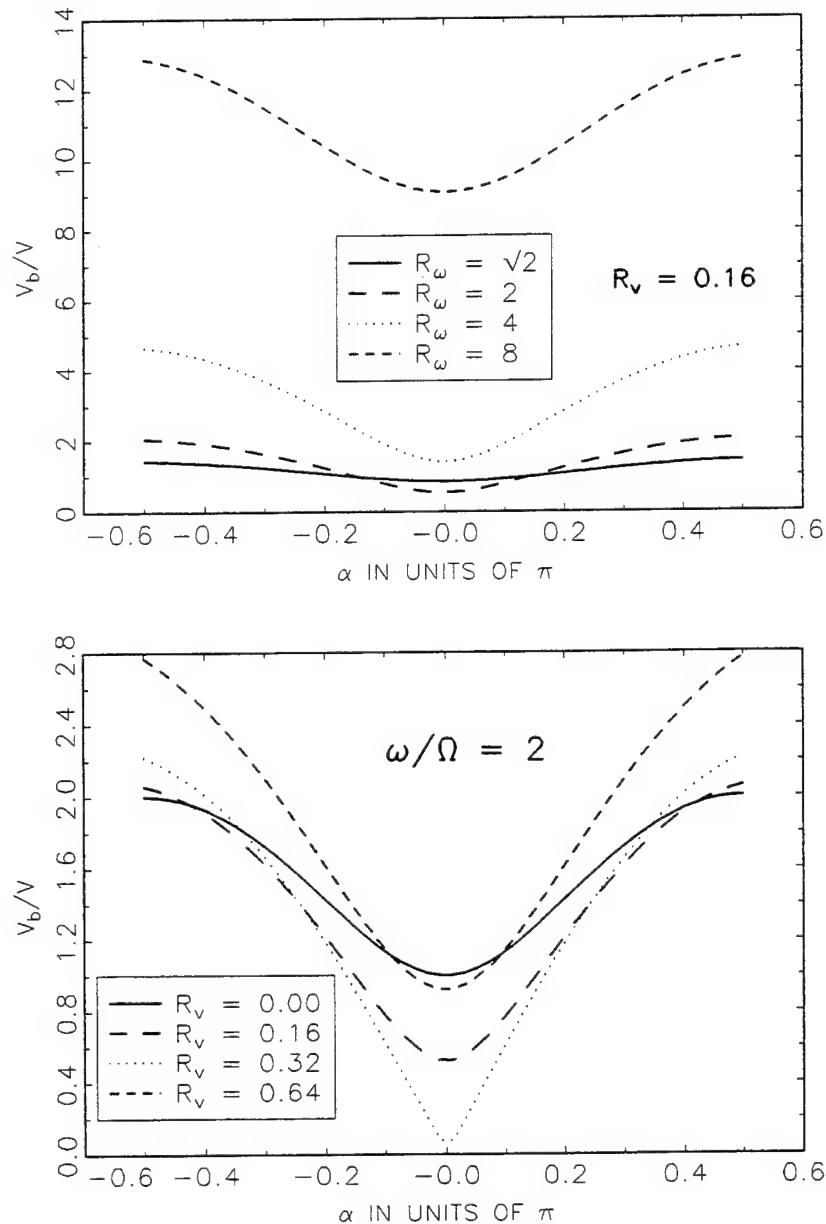 14
12
10
8
6
4
2
0
V_b/V
R_ω = √2
R_ω = 2
R_ω = 4
R_ω = 8
R_v = 0.16
−0.6 −0.4 −0.2 −0.0 0.2 0.4 0.6
α IN UNITS OF π
2.8
2.4
2.0
1.6
1.2
0.8
0.4
0.0
V_b/V
ω/Ω = 2
R_v = 0.00
R_v = 0.16
R_v = 0.32
R_v = 0.64
−0.6 −0.4 −0.2 −0.0 0.2 0.4 0.6
α IN UNITS OF π